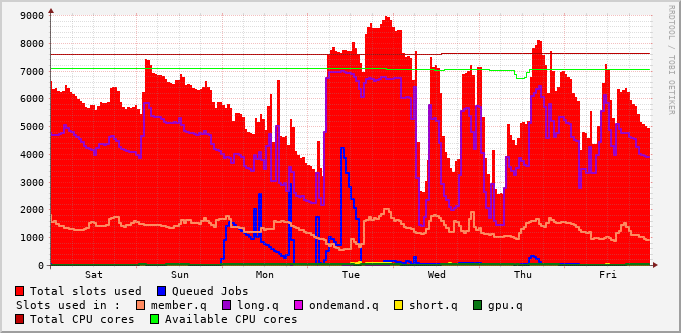 9000
8000
7000
6000
5000
4000
3000
2000
1000
0
Sat Sun Mon Tue Wed Thu Fri
RRDTOOL / TOBI OETIKER
Total slots used Queued Jobs
Slots used in : member.q long.q ondemand.q short.q gpu.q
Total CPU cores Available CPU cores